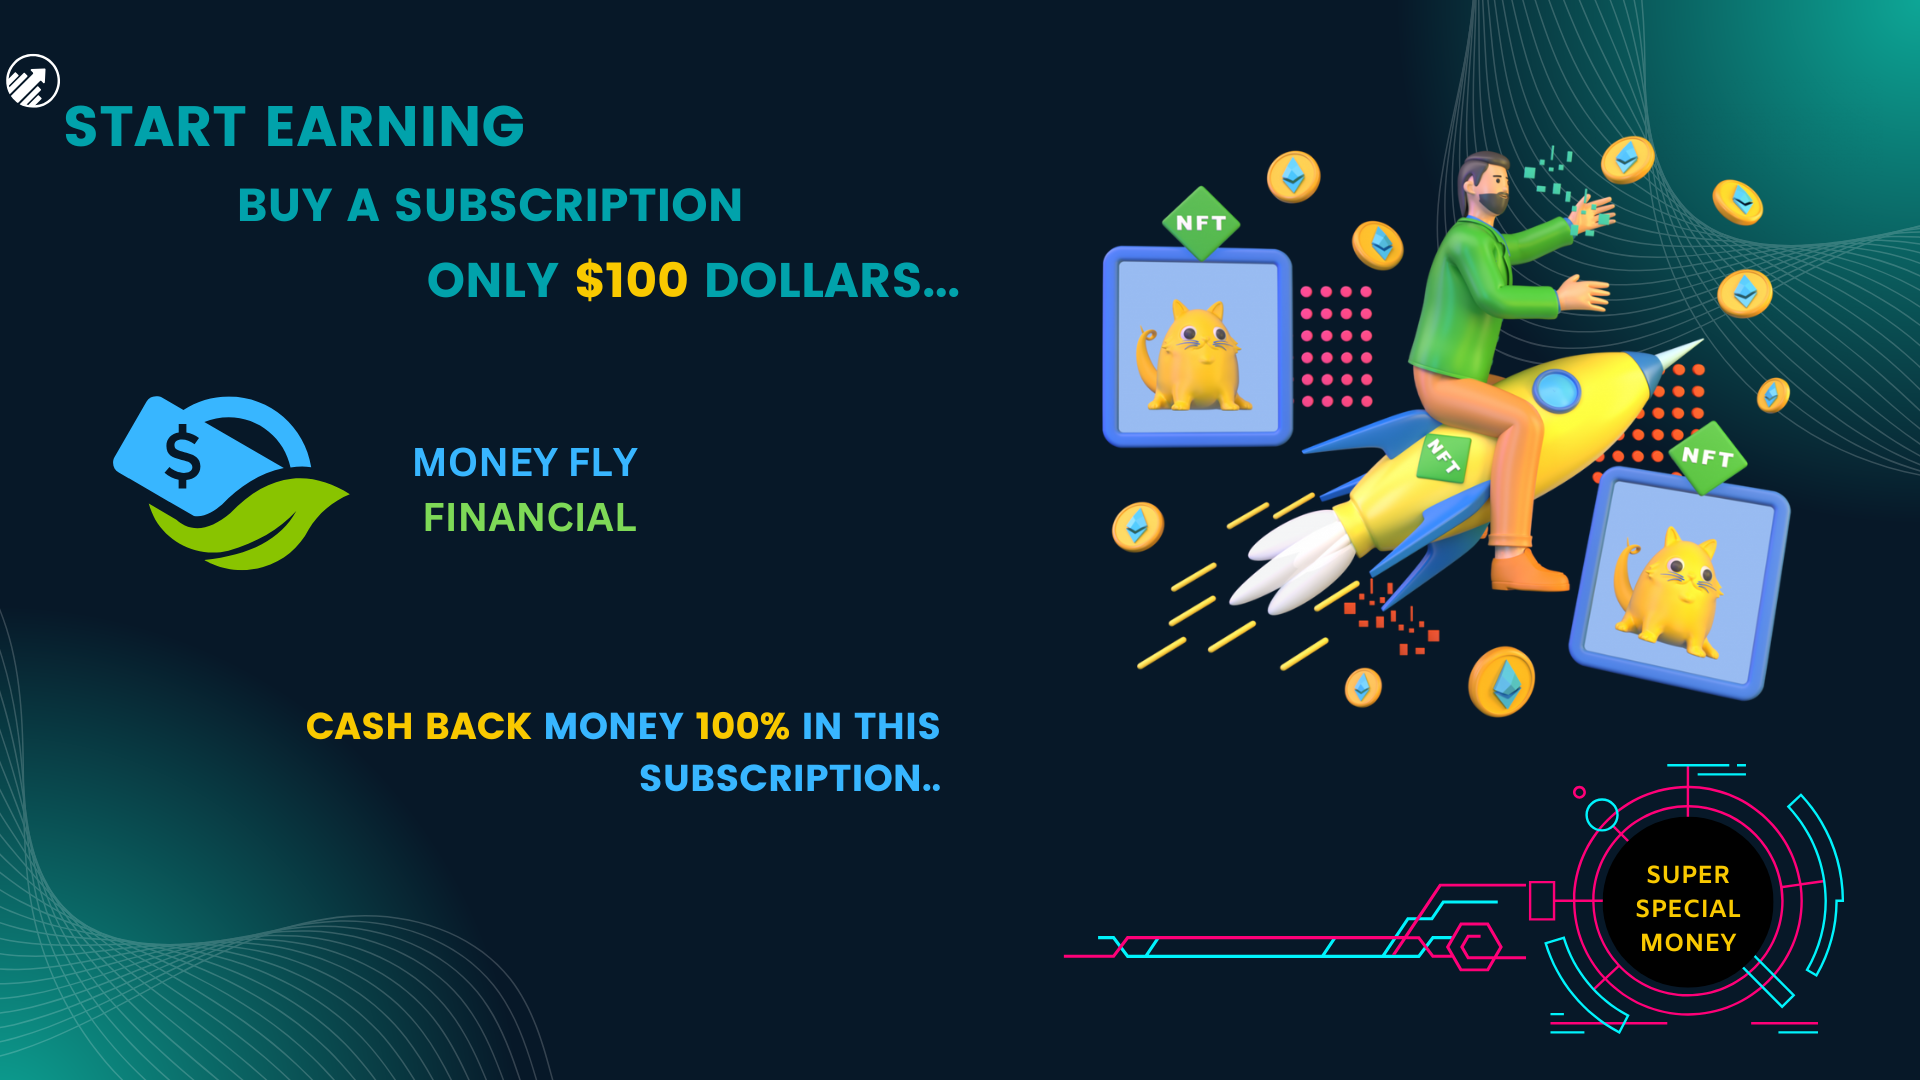 START EARNING
BUY A SUBSCRIPTION
ONLY $100 DOLLARS...
$
MONEY FLY
FINANCIAL
CASH BACK MONEY 100% IN THIS
SUBSCRIPTION..
NFT
NFT
NFT
SUPER
SPECIAL
MONEY